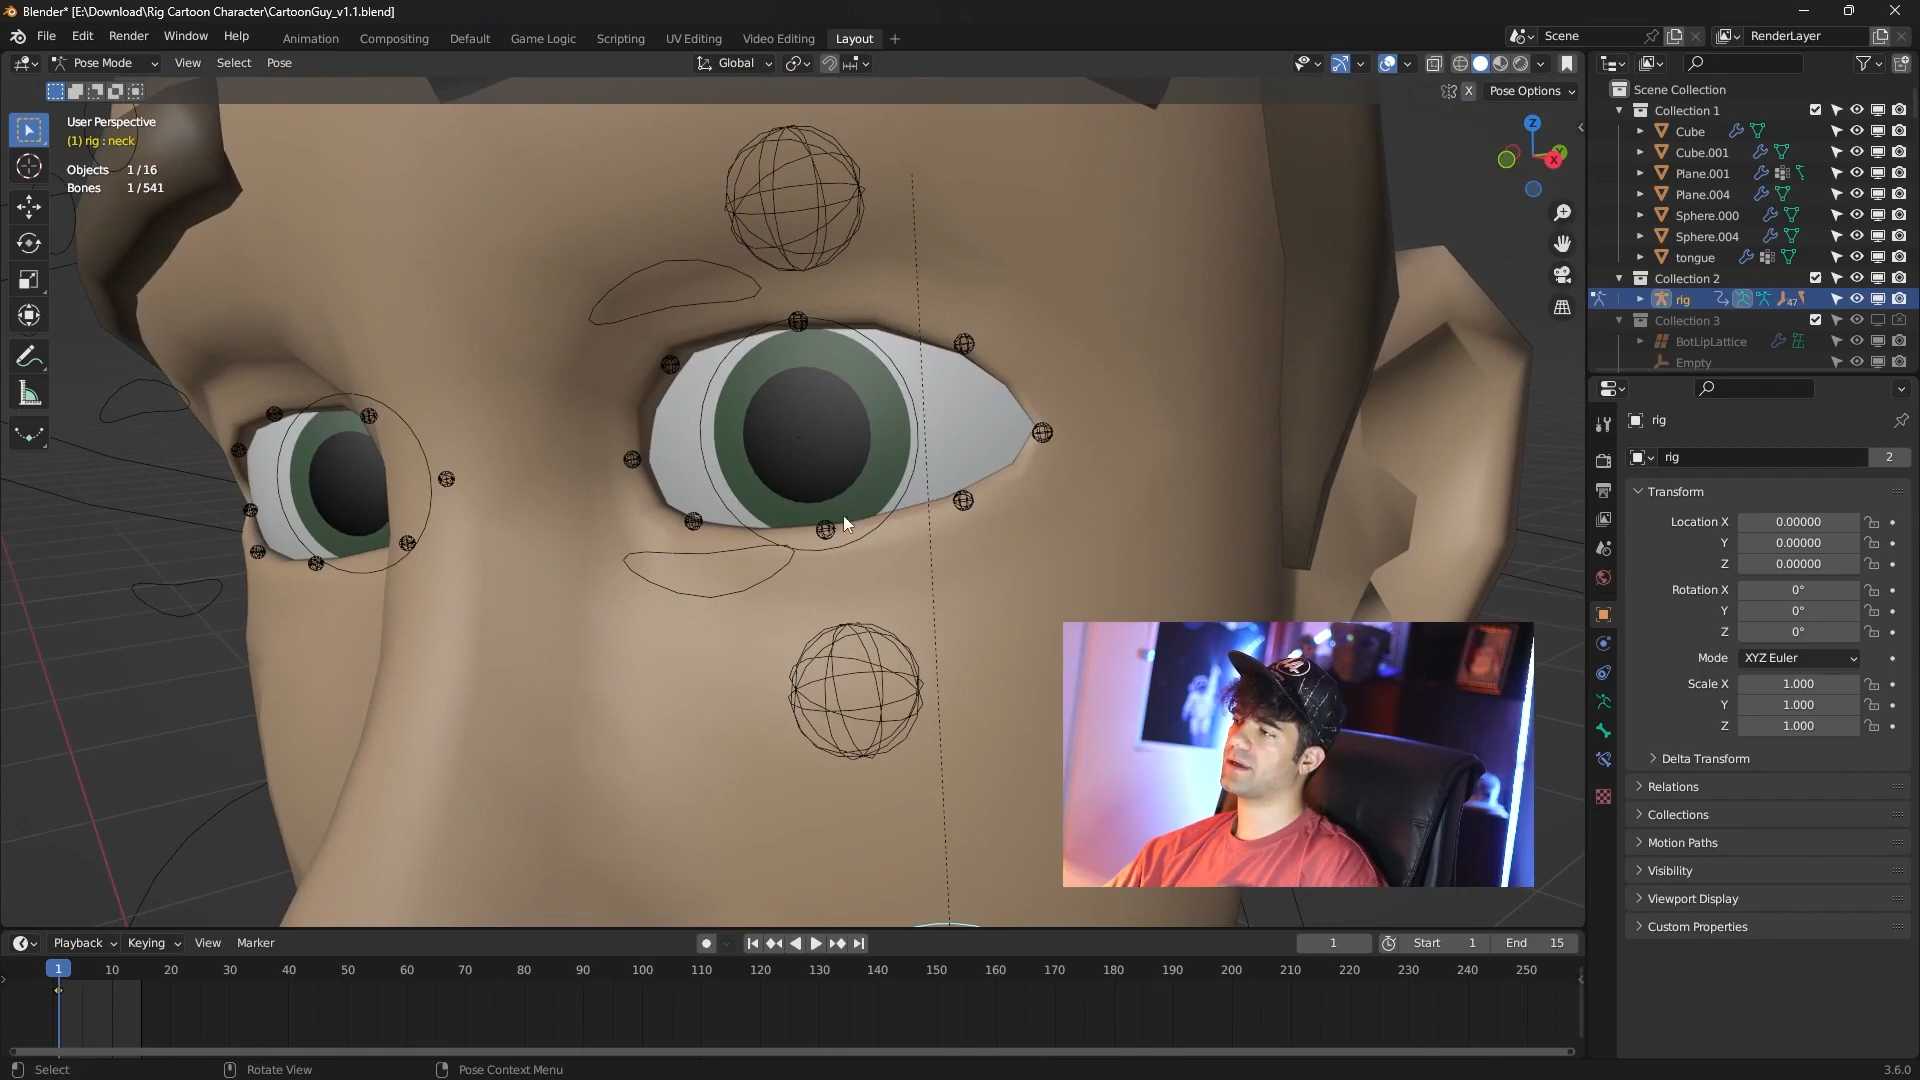 Blender* [E:\Download\Rig Cartoon Character\CartoonGuy_v1.1.blend]
File Edit Render Window Help
Animation Compositing Default Game Logic Scripting UV Editing Video Editing Layout
Scene
RenderLayer
Pose Mode View Select Pose
Global
X Pose Options
User Perspective
(1) rig : neck
Objects 1/16
Bones 1/541
Z
X
Scene Collection
Collection 1
Cube
Cube.001
Plane.001
Plane.004
Sphere.000
Sphere.004
tongue
Collection 2
rig 47
Collection 3
BotLipLattice
Empty
rig
rig 2
Transform
Location X 0.00000
Y 0.00000
Z 0.00000
Rotation X 0°
Y 0°
Z 0°
Mode XYZ Euler
Scale X 1.000
Y 1.000
Z 1.000
Delta Transform
Relations
Collections
Motion Paths
Visibility
Viewport Display
Custom Properties
Playback Keying View Marker
1 Start 1 End 15
1 10 20 30 40 50 60 70 80 90 100 110 120 130 140 150 160 170 180 190 200 210 220 230 240 250
Select Rotate View Pose Context Menu 3.6.0